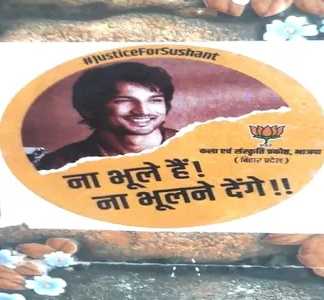 #JusticeForSushant
कला एवं संस्कृति प्रकोष्ठ, भाजपा
(बिहार प्रदेश)
ना भूले हैं!
ना भूलने देंगे!!